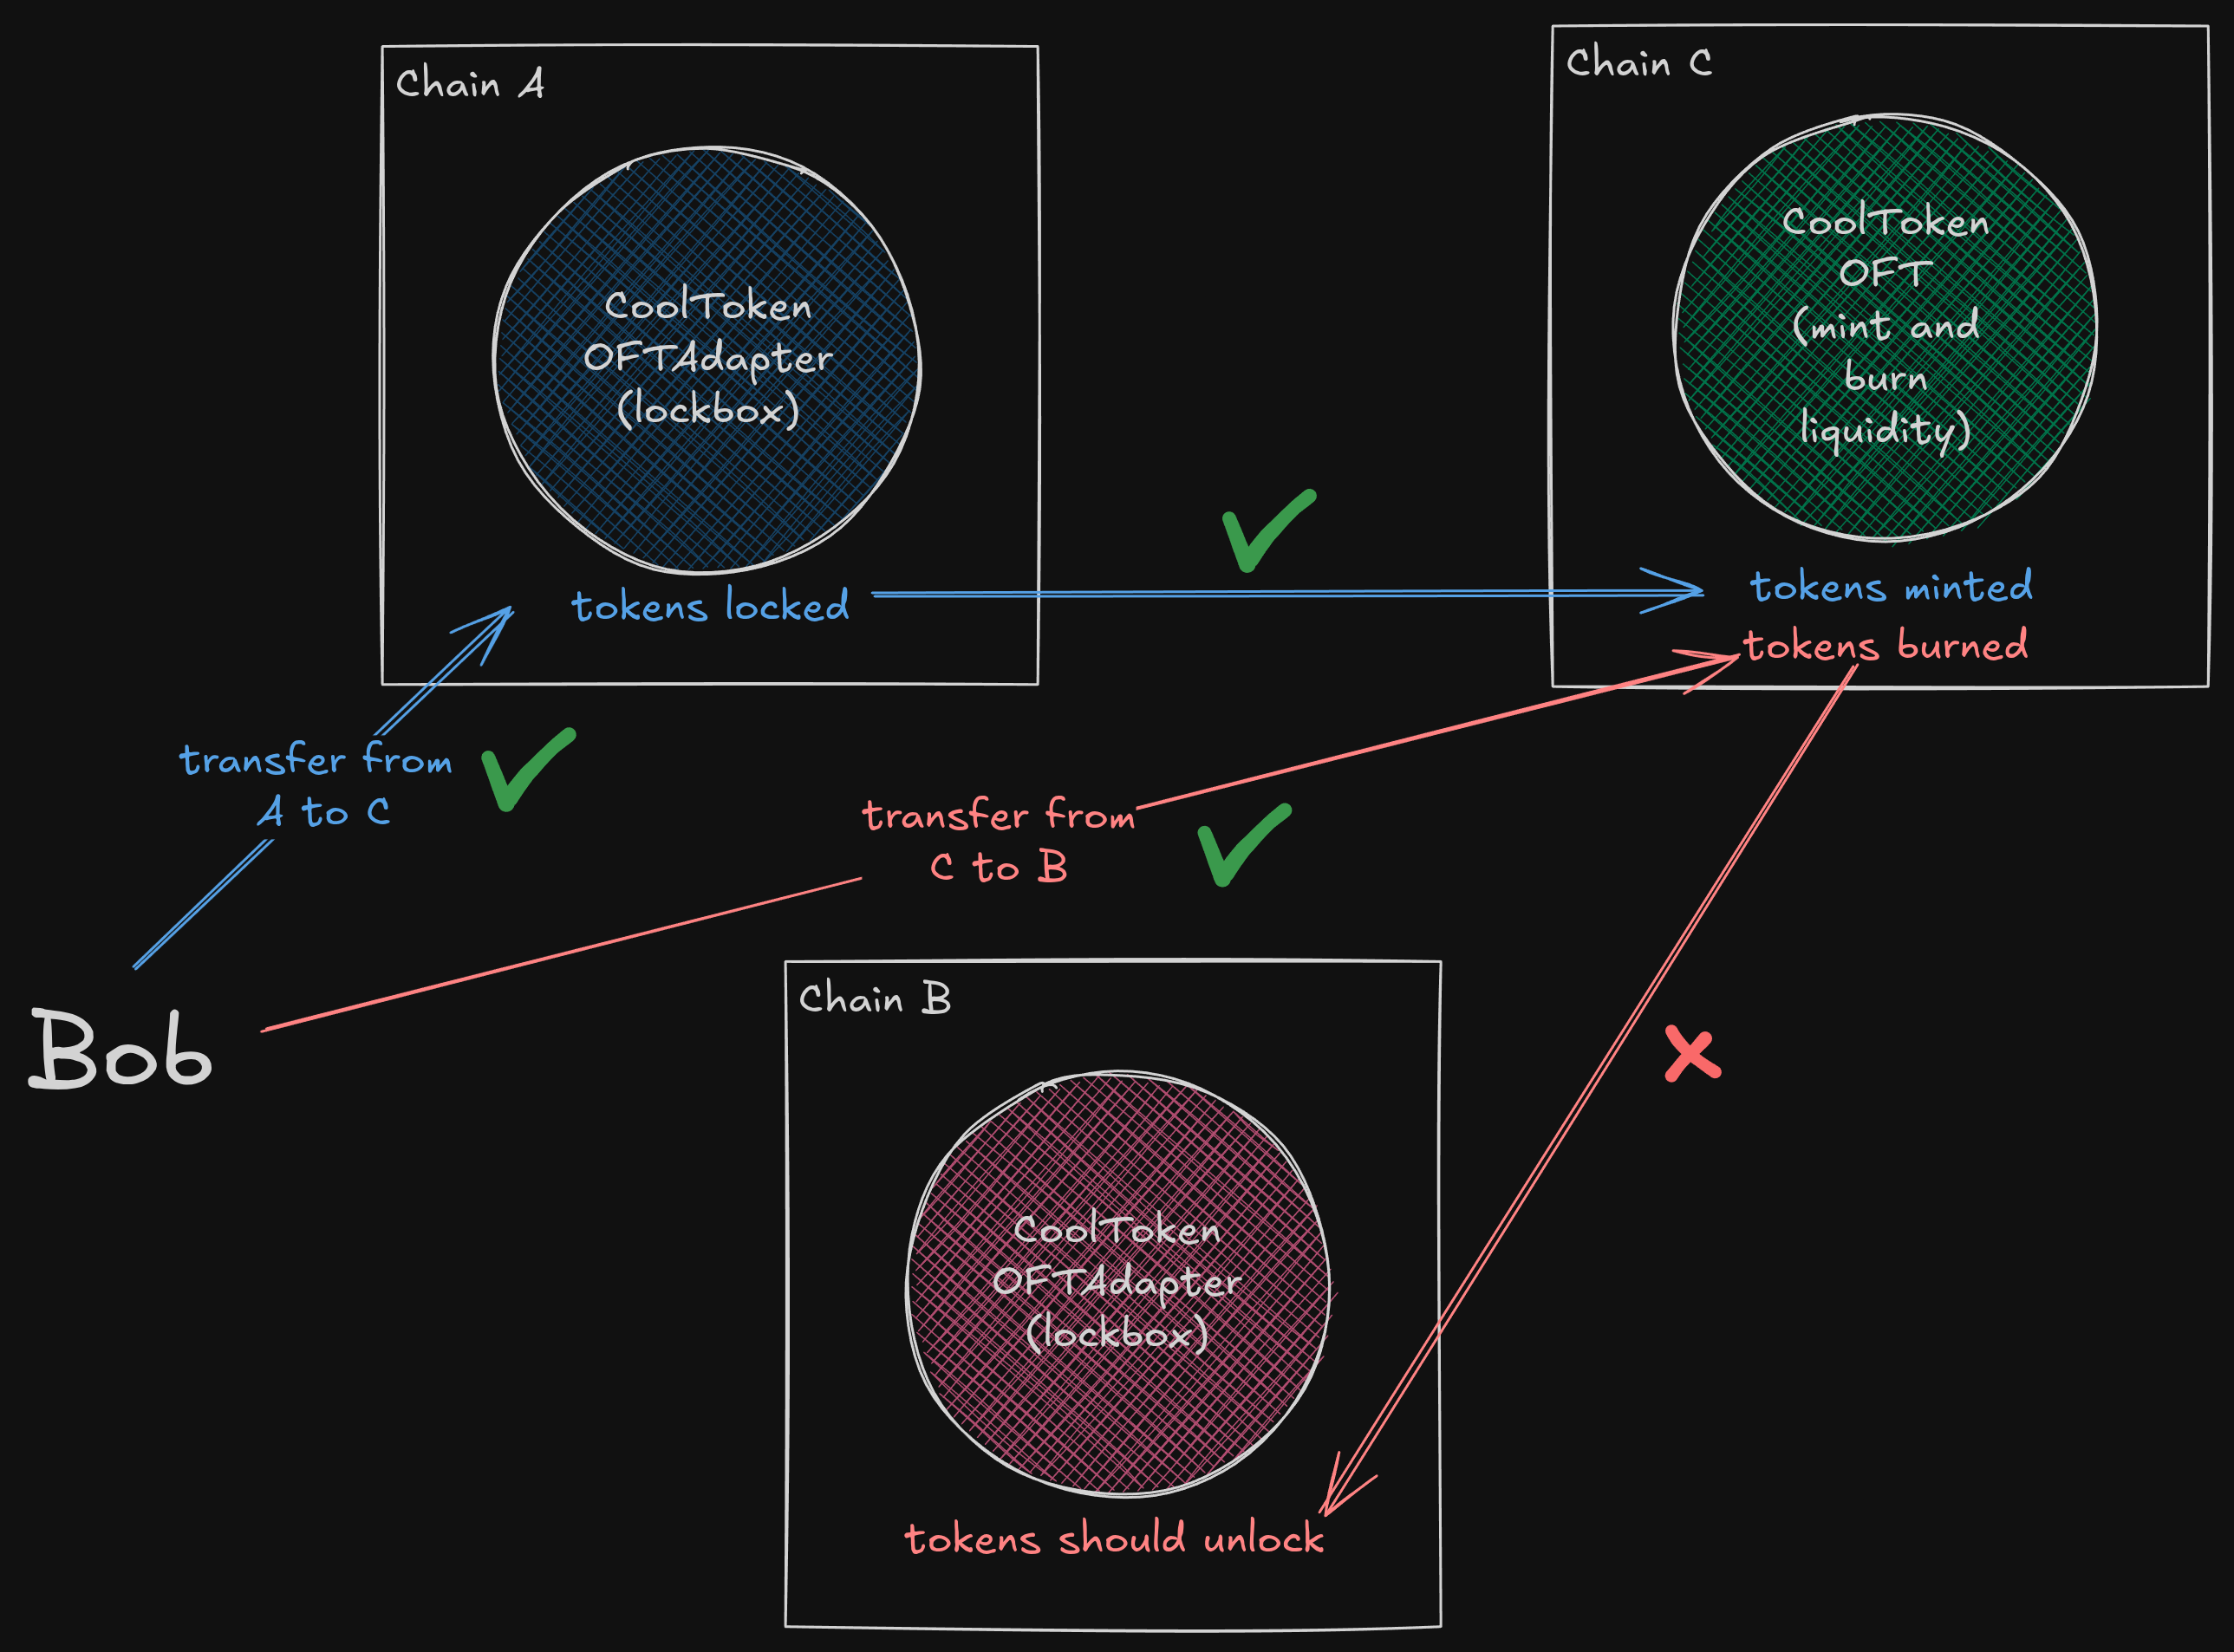 Chain A
CoolToken
OFTAdapter
(lockbox)
tokens locked
Chain C
CoolToken
OFT
(mint and
burn
liquidity)
tokens minted
tokens burned
transfer from
A to C
transfer from
C to B
Bob
Chain B
CoolToken
OFTAdapter
(lockbox)
tokens should unlock